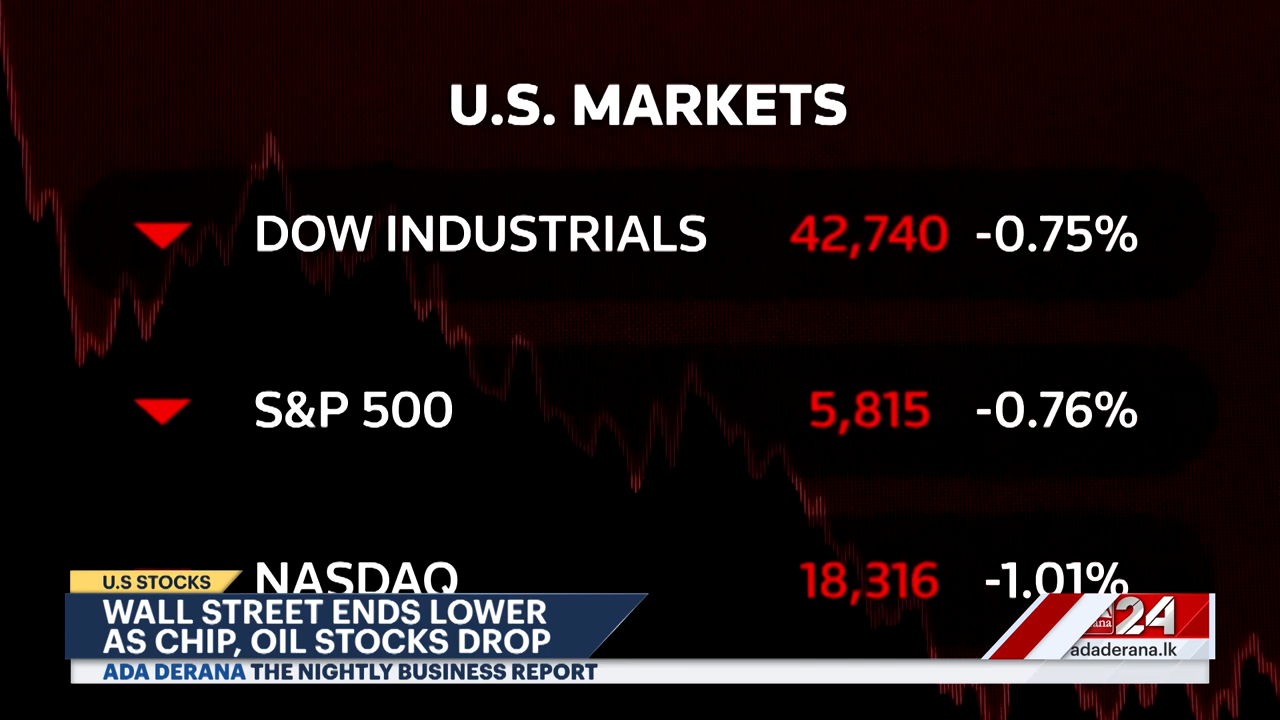 U.S. MARKETS
DOW INDUSTRIALS 42,740 -0.75%
S&P 500 5,815 -0.76%
NASDAQ 18,316 -1.01%
U.S STOCKS
WALL STREET ENDS LOWER
AS CHIP, OIL STOCKS DROP
ADA DERANA THE NIGHTLY BUSINESS REPORT
24
adaderana.lk